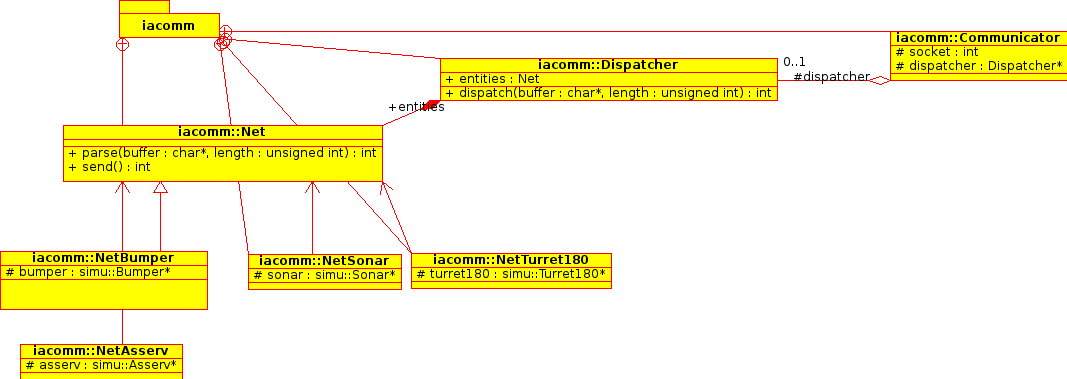 iacomm
iacomm::Communicator
# socket : int
# dispatcher : Dispatcher*
0..1
#dispatcher
iacomm::Dispatcher
+ entities : Net
+ dispatch(buffer : char*, length : unsigned int) : int
+entities
iacomm::Net
+ parse(buffer : char*, length : unsigned int) : int
+ send() : int
iacomm::NetBumper
# bumper : simu::Bumper*
iacomm::NetSonar
# sonar : simu::Sonar*
iacomm::NetTurret180
# turret180 : simu::Turret180*
iacomm::NetAsserv
# asserv : simu::Asserv*